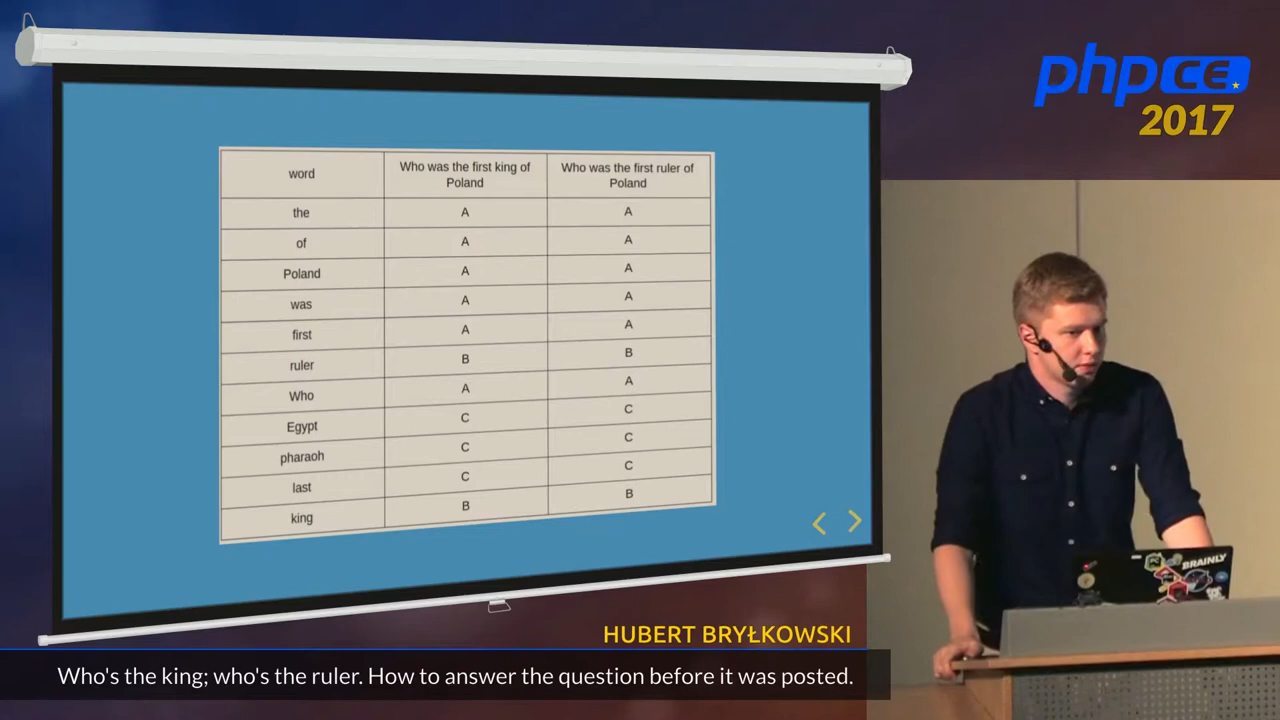 php CE
2017
word
Who was the first king of
Poland
Who was the first ruler of
Poland
the A A
of A A
Poland A A
was A A
first A A
ruler B B
Who A A
Egypt C C
pharaoh C C
last C C
king B B
< >
BRAINLY
HUBERT BRYŁKOWSKI
Who's the king; who's the ruler. How to answer the question before it was posted.